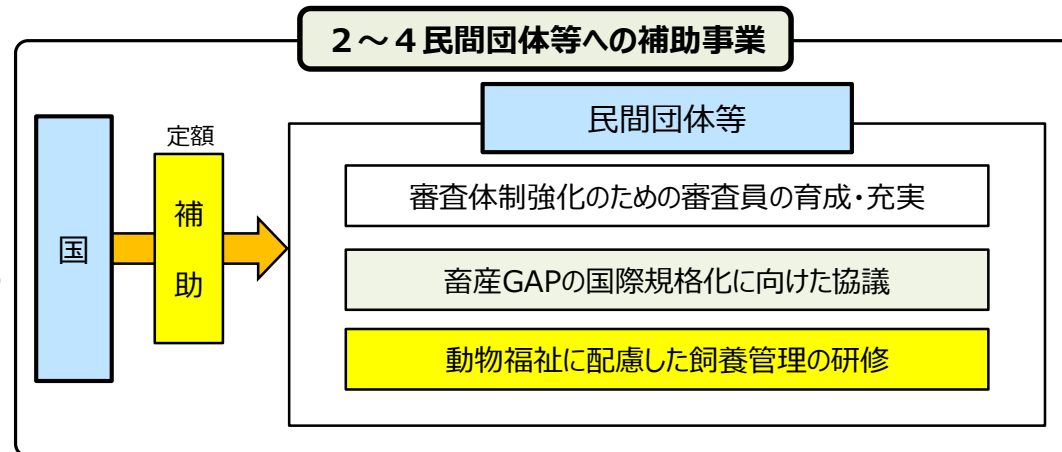 ２～４民間団体等への補助事業
国
定額
補
助
民間団体等
審査体制強化のための審査員の育成・充実
畜産GAPの国際規格化に向けた協議
動物福祉に配慮した飼養管理の研修